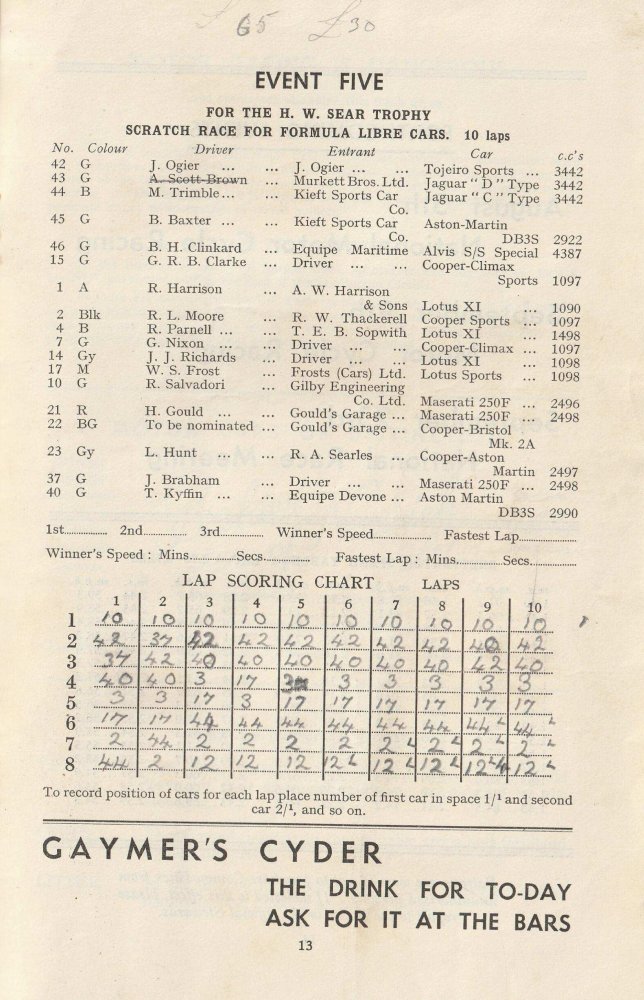 65 £30
EVENT FIVE
FOR THE H. W. SEAR TROPHY
SCRATCH RACE FOR FORMULA LIBRE CARS. 10 laps
No. Colour Driver Entrant Car c.c's
42 G J. Ogier ... ... J. Ogier ... ... Tojeiro Sports ... 3442
43 G A. Scott-Brown ... Murkett Bros. Ltd. Jaguar "D" Type 3442
44 B M. Trimble... ... Kieft Sports Car Jaguar "C" Type 3442
Co.
45 G B. Baxter ... ... Kieft Sports Car Aston-Martin
Co. DB3S 2922
46 G B. H. Clinkard ... Equipe Maritime Alvis S/S Special 4387
15 G G. R. B. Clarke ... Driver ... ... Cooper-Climax
Sports 1097
1 A R. Harrison ... A. W. Harrison
& Sons Lotus XI ... 1090
2 Blk R. L. Moore ... R. W. Thackerell Cooper Sports ... 1097
4 B R. Parnell ... ... T. E. B. Sopwith Lotus XI ... 1498
7 G G. Nixon ... ... Driver ... ... Cooper-Climax ... 1097
14 Gy J. J. Richards ... Driver ... ... Lotus XI ... 1098
17 M W. S. Frost ... Frosts (Cars) Ltd. Lotus Sports ... 1098
10 G R. Salvadori ... Gilby Engineering
Co. Ltd. Maserati 250F ... 2496
21 R H. Gould ... ... Gould's Garage ... Maserati 250F ... 2498
22 BG To be nominated ... Gould's Garage ... Cooper-Bristol
Mk. 2A
23 Gy L. Hunt ... ... R. A. Searles ... Cooper-Aston
Martin 2497
37 G J. Brabham ... Driver ... ... Maserati 250F ... 2498
40 G T. Kyffin ... ... Equipe Devone ... Aston Martin
DB3S 2990
1st............... 2nd............... 3rd............... Winner's Speed.................... Fastest Lap....................
Winner's Speed : Mins................Secs................ Fastest Lap : Mins...............Secs................
LAP SCORING CHART LAPS
1 2 3 4 5 6 7 8 9 10
1 10 10 10 10 10 10 10 10 10 10
2 42 37 42 42 42 42 42 42 40 42
3 37 42 40 40 40 40 40 40 42 40
4 40 40 3 17 3 3 3 3 3
5 3 3 17 3 17 17 17 17 17 17
6 17 17 44 44 44 44 44 44 44 L 44 L
7 2 44 2 2 2 2 2 L 2 L 2 L 2 L
8 44 2 12 12 12 12 L 12 L 12 L 12 L 12 L
To record position of cars for each lap place number of first car in space 1/1 and second
car 2/1, and so on.
GAYMER'S CYDER
THE DRINK FOR TO-DAY
ASK FOR IT AT THE BARS
13